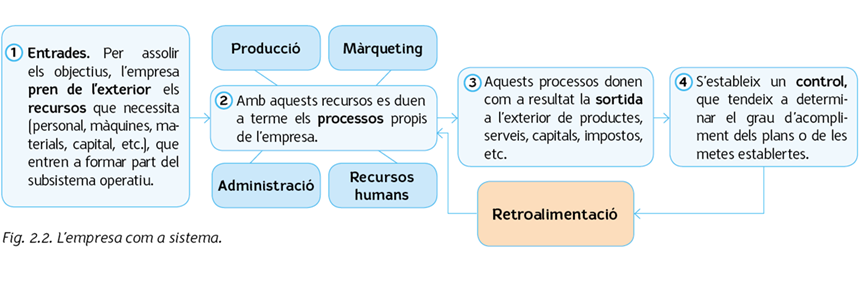 1 Entrades. Per assolir
els objectius, l'empresa
pren de l'exterior els
recursos que necessita
(personal, màquines, ma-
terials, capital, etc.), que
entren a formar part del
subsistema operatiu.
Producció
Màrqueting
2 Amb aquests recursos es duen
a terme els processos propis
de l'empresa.
Administració
Recursos
humans
3 Aquests processos donen
com a resultat la sortida
a l'exterior de productes,
serveis, capitals, impostos,
etc.
4 S'estableix un control,
que tendeix a determi-
nar el grau d'acompli-
ment dels plans o de les
metes establertes.
Retroalimentació
Fig. 2.2. L'empresa com a sistema.